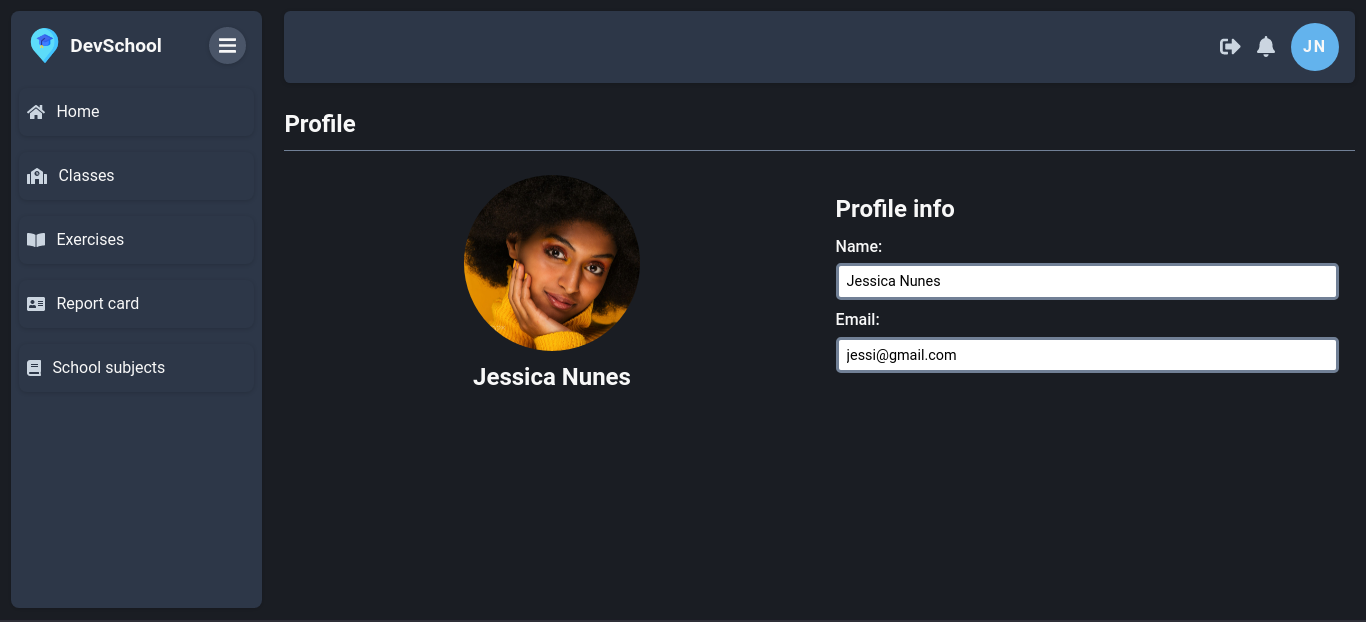 DevSchool
JN
Home
Classes
Exercises
Report card
School subjects
Profile
Jessica Nunes
Profile info
Name:
Jessica Nunes
Email:
jessi@gmail.com